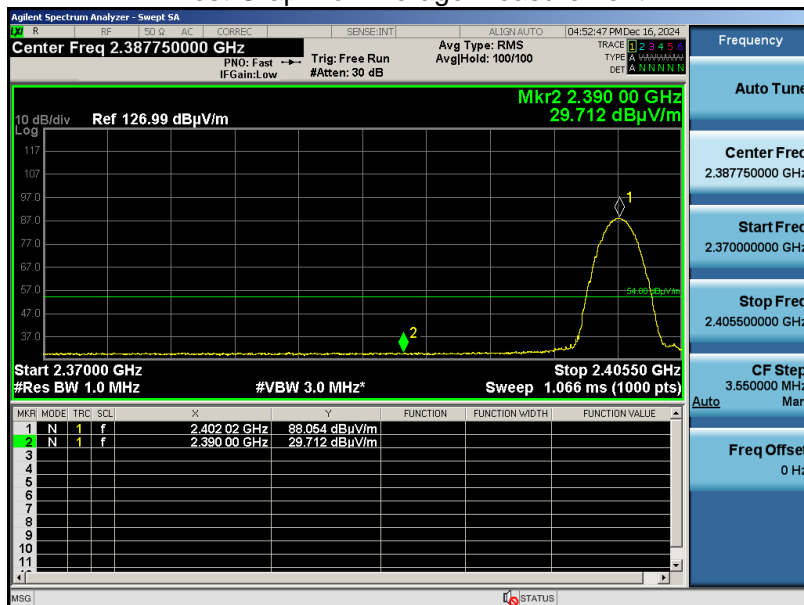 Agilent Spectrum Analyzer - Swept SA
LXI R RF 50 Ω AC CORREC SENSE:INT ALIGN AUTO 04:52:47 PM Dec 16, 2024
Center Freq 2.387750000 GHz
PNO: Fast
IFGain:Low
Trig: Free Run
#Atten: 30 dB
Avg Type: RMS
Avg|Hold: 100/100
TRACE 1 2 3 4 5 6
TYPE A WWWWW
DET A N N N N N
Mkr2 2.390 00 GHz
29.712 dBµV/m
10 dB/div Ref 126.99 dBµV/m
Log
117
107
97.0
87.0
77.0
67.0
57.0
47.0
37.0
1
54.00 dBµV/m
2
Start 2.37000 GHz Stop 2.40550 GHz
#Res BW 1.0 MHz #VBW 3.0 MHz* Sweep 1.066 ms (1000 pts)
MKR MODE TRC SCL X Y FUNCTION FUNCTION WIDTH FUNCTION VALUE
1 N 1 f 2.402 02 GHz 88.054 dBµV/m
2 N 1 f 2.390 00 GHz 29.712 dBµV/m
3
4
5
6
7
8
9
10
11
MSG STATUS
Frequency
Auto Tune
Center Freq
2.387750000 GHz
Start Freq
2.370000000 GHz
Stop Freq
2.405500000 GHz
CF Step
3.550000 MHz
Auto Man
Freq Offset
0 Hz